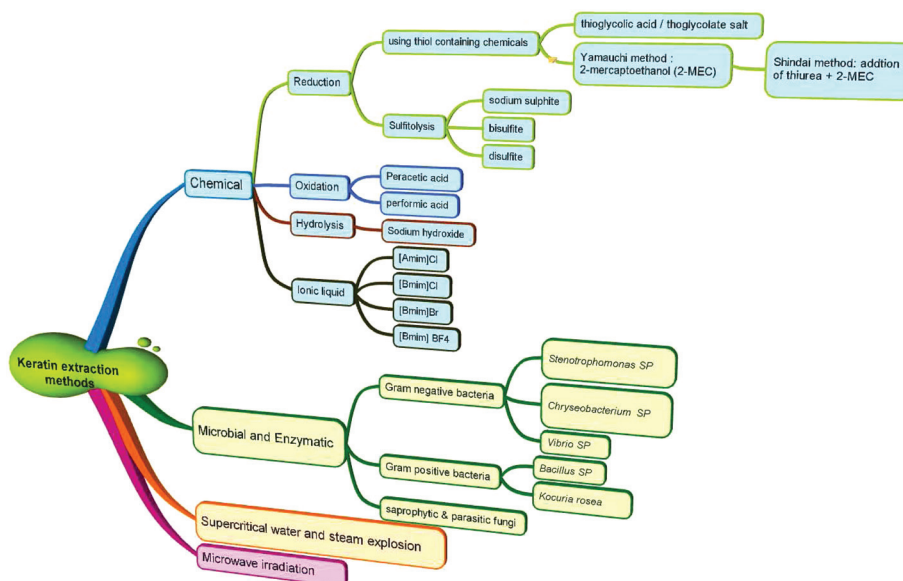 Keratin extraction
methods
Chemical
Reduction
using thiol containing chemicals
thioglycolic acid / thoglycolate salt
Yamauchi method :
2-mercaptoethanol (2-MEC)
Shindai method: addtion
of thiurea + 2-MEC
Sulfitolysis
sodium sulphite
bisulfite
disulfite
Oxidation
Peracetic acid
performic acid
Hydrolysis
Sodium hydroxide
Ionic liquid
[Amim]Cl
[Bmim]Cl
[Bmim]Br
[Bmim] BF4
Microbial and Enzymatic
Gram negative bacteria
Stenotrophomonas SP
Chryseobacterium SP
Vibrio SP
Gram positive bacteria
Bacillus SP
Kocuria rosea
saprophytic & parasitic fungi
Supercritical water and steam explosion
Microwave irradiation